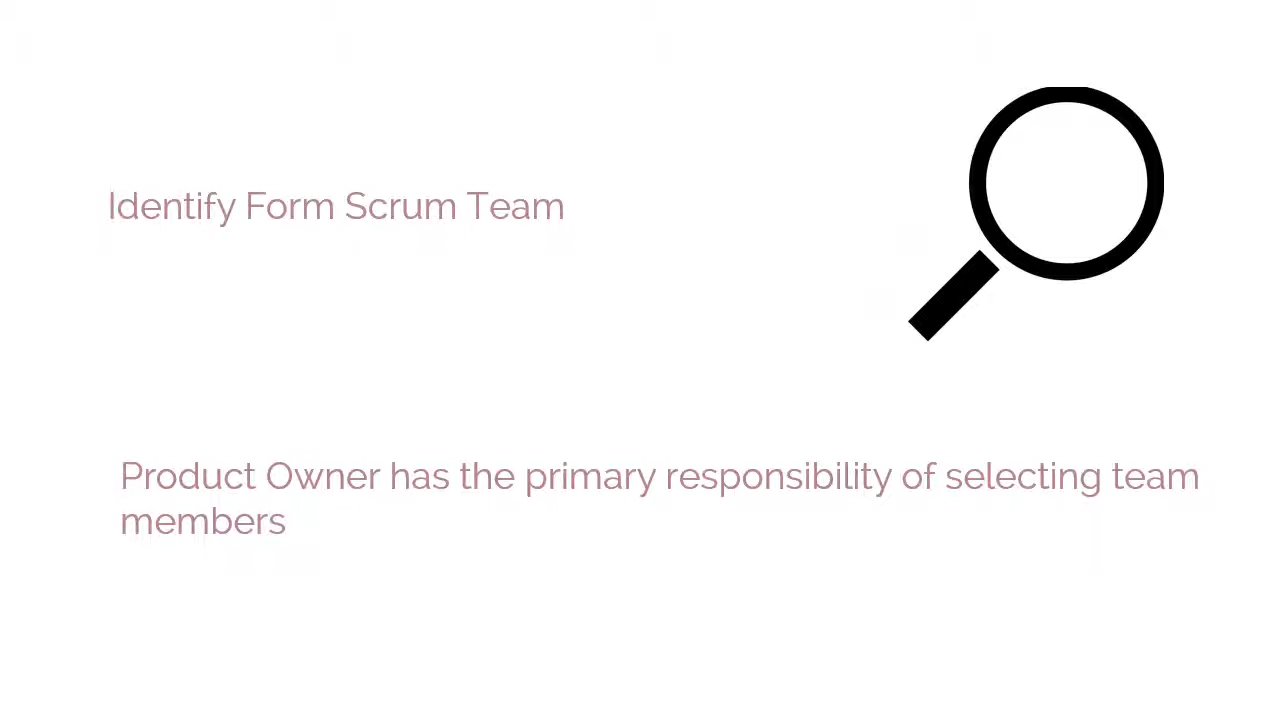 Identify Form Scrum Team
Product Owner has the primary responsibility of selecting team
members